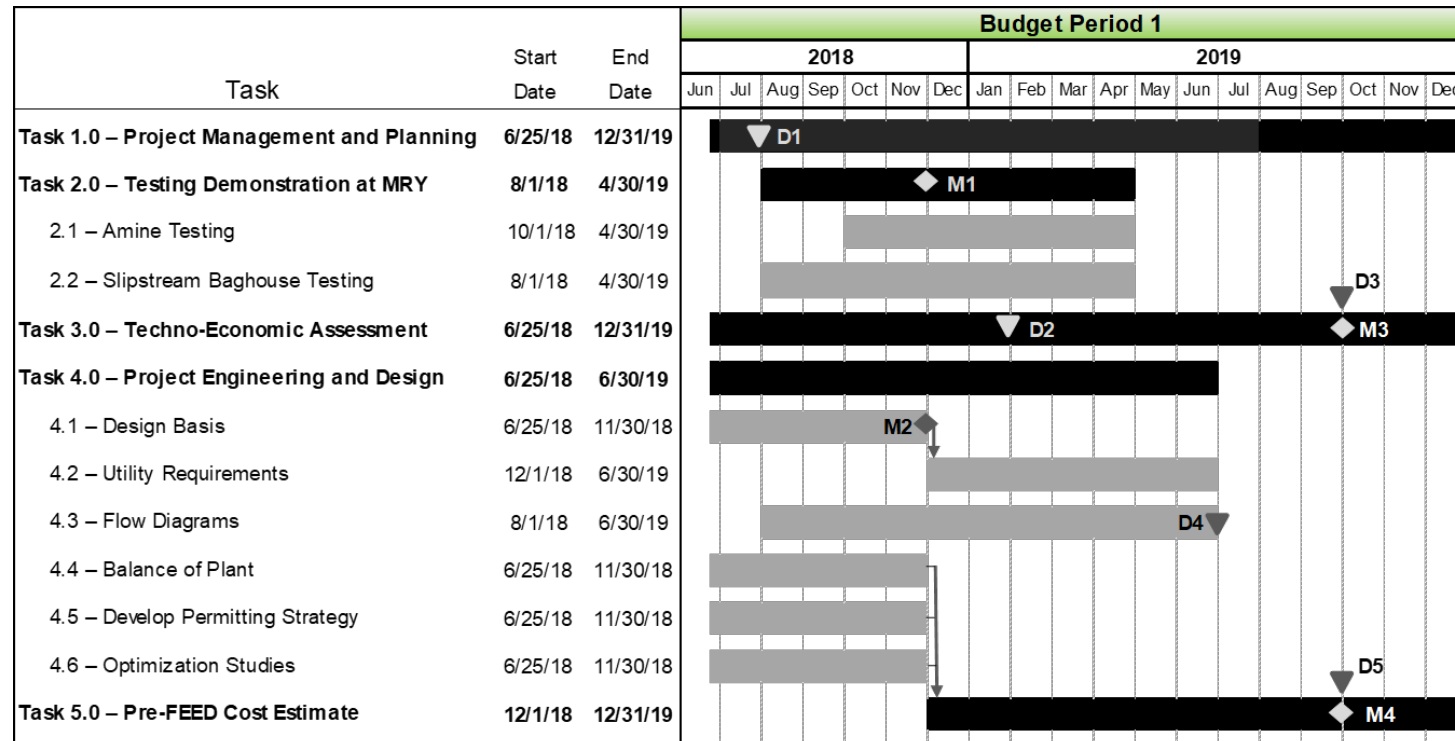 Budget Period 1
Start End 2018 2019
Task Date Date Jun Jul Aug Sep Oct Nov Dec Jan Feb Mar Apr May Jun Jul Aug Sep Oct Nov Dec
Task 1.0 – Project Management and Planning 6/25/18 12/31/19 D1
Task 2.0 – Testing Demonstration at MRY 8/1/18 4/30/19 M1
2.1 – Amine Testing 10/1/18 4/30/19
2.2 – Slipstream Baghouse Testing 8/1/18 4/30/19 D3
Task 3.0 – Techno-Economic Assessment 6/25/18 12/31/19 D2 M3
Task 4.0 – Project Engineering and Design 6/25/18 6/30/19
4.1 – Design Basis 6/25/18 11/30/18 M2
4.2 – Utility Requirements 12/1/18 6/30/19
4.3 – Flow Diagrams 8/1/18 6/30/19 D4
4.4 – Balance of Plant 6/25/18 11/30/18
4.5 – Develop Permitting Strategy 6/25/18 11/30/18
4.6 – Optimization Studies 6/25/18 11/30/18 D5
Task 5.0 – Pre-FEED Cost Estimate 12/1/18 12/31/19 M4